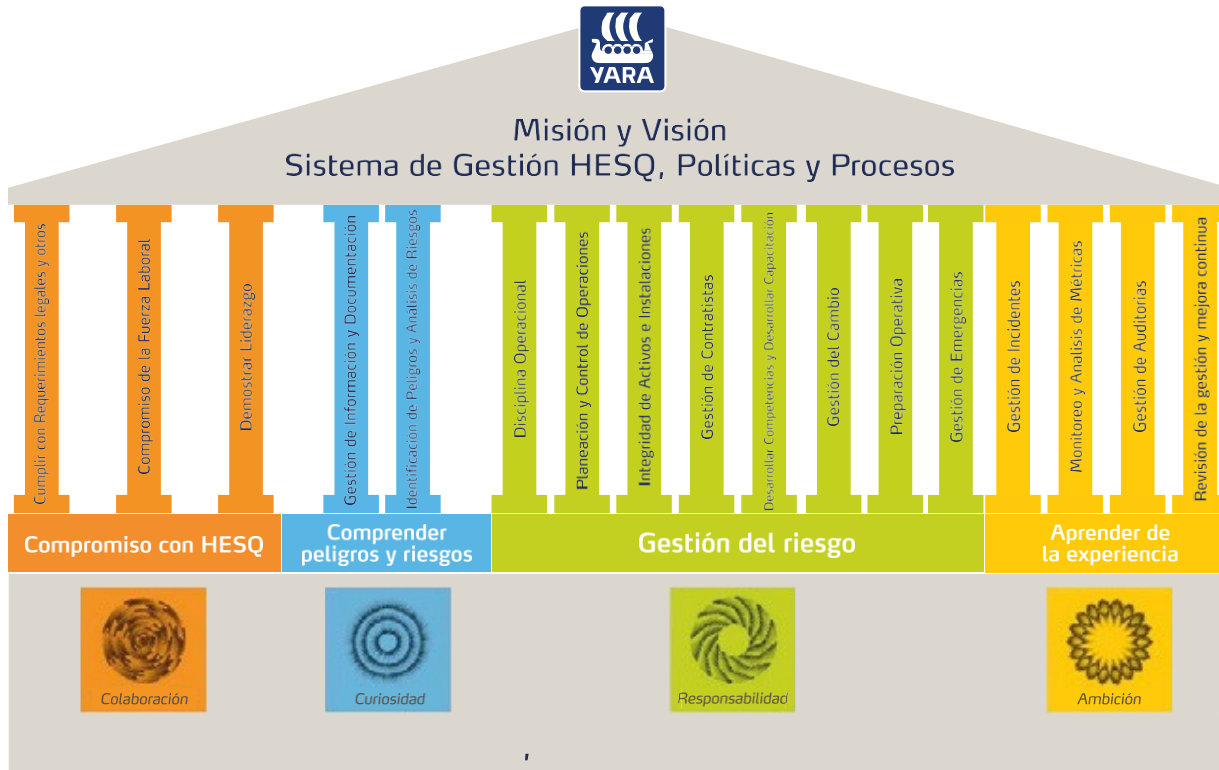 YARA
Misión y Visión
Sistema de Gestión HESQ, Políticas y Procesos
Cumplir con Requerimientos legales y otros
Compromiso de la Fuerza Laboral
Demostrar Liderazgo
Gestión de Información y Documentación
Identificación de Peligros y Análisis de Riesgos
Disciplina Operacional
Planeación y Control de Operaciones
Integridad de Activos e Instalaciones
Gestión de Contratistas
Desarrollar Competencias y Desarrollar Capacitación
Gestión del Cambio
Preparación Operativa
Gestión de Emergencias
Gestión de Incidentes
Monitoreo y Análisis de Métricas
Gestión de Auditorias
Revisión de la gestión y mejora continua
Compromiso con HESQ
Comprender
peligros y riesgos
Gestión del riesgo
Aprender de
la experiencia
Colaboración
Curiosidad
Responsabilidad
Ambición
,